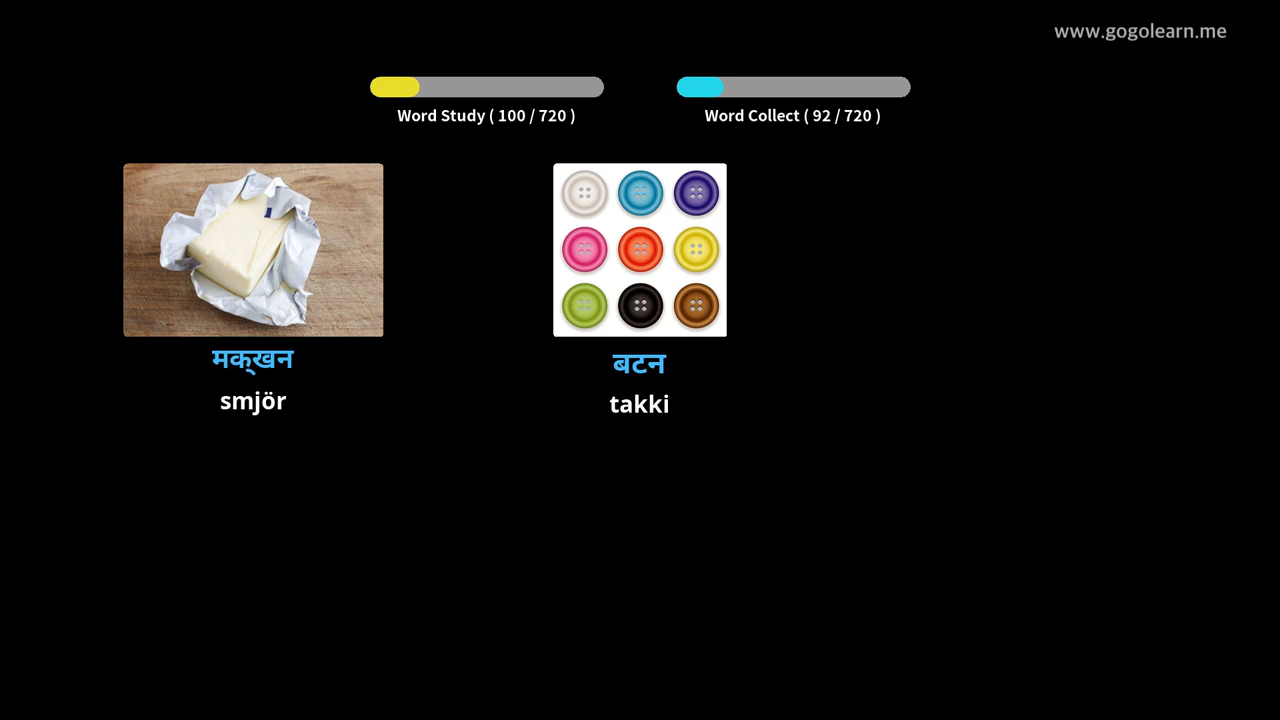 www.gogolearn.me
Word Study ( 100 / 720 )
Word Collect ( 92 / 720 )
मक्खन
smjör
बटन
takki